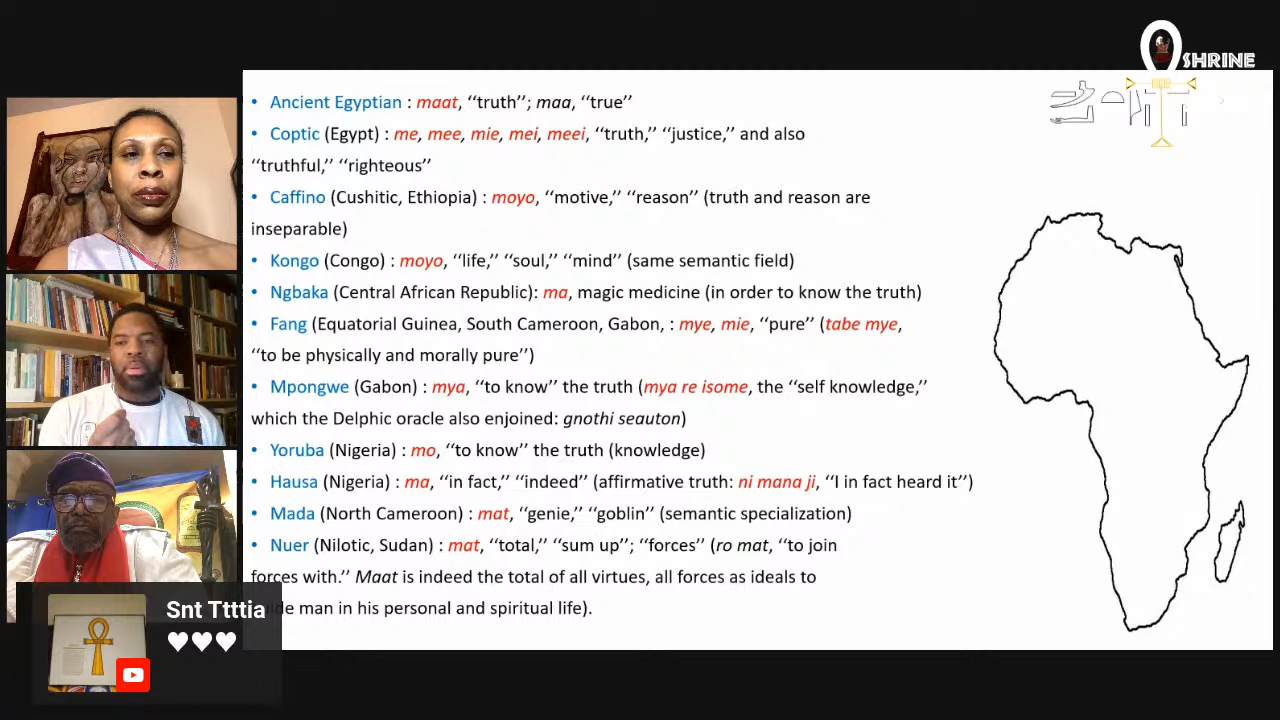 SHRINE
• Ancient Egyptian : maat, “truth”; maa, “true”
• Coptic (Egypt) : me, mee, mie, mei, meei, “truth,” “justice,” and also
“truthful,” “righteous”
• Caffino (Cushitic, Ethiopia) : moyo, “motive,” “reason” (truth and reason are
inseparable)
• Kongo (Congo) : moyo, “life,” “soul,” “mind” (same semantic field)
• Ngbaka (Central African Republic): ma, magic medicine (in order to know the truth)
• Fang (Equatorial Guinea, South Cameroon, Gabon, : mye, mie, “pure” (tabe mye,
“to be physically and morally pure”)
• Mpongwe (Gabon) : mya, “to know” the truth (mya re isome, the “self knowledge,”
which the Delphic oracle also enjoined: gnothi seauton)
• Yoruba (Nigeria) : mo, “to know” the truth (knowledge)
• Hausa (Nigeria) : ma, “in fact,” “indeed” (affirmative truth: ni mana ji, “I in fact heard it”)
• Mada (North Cameroon) : mat, “genie,” “goblin” (semantic specialization)
• Nuer (Nilotic, Sudan) : mat, “total,” “sum up”; “forces” (ro mat, “to join
forces with.” Maat is indeed the total of all virtues, all forces as ideals to
man in his personal and spiritual life).
Snt Ttttia